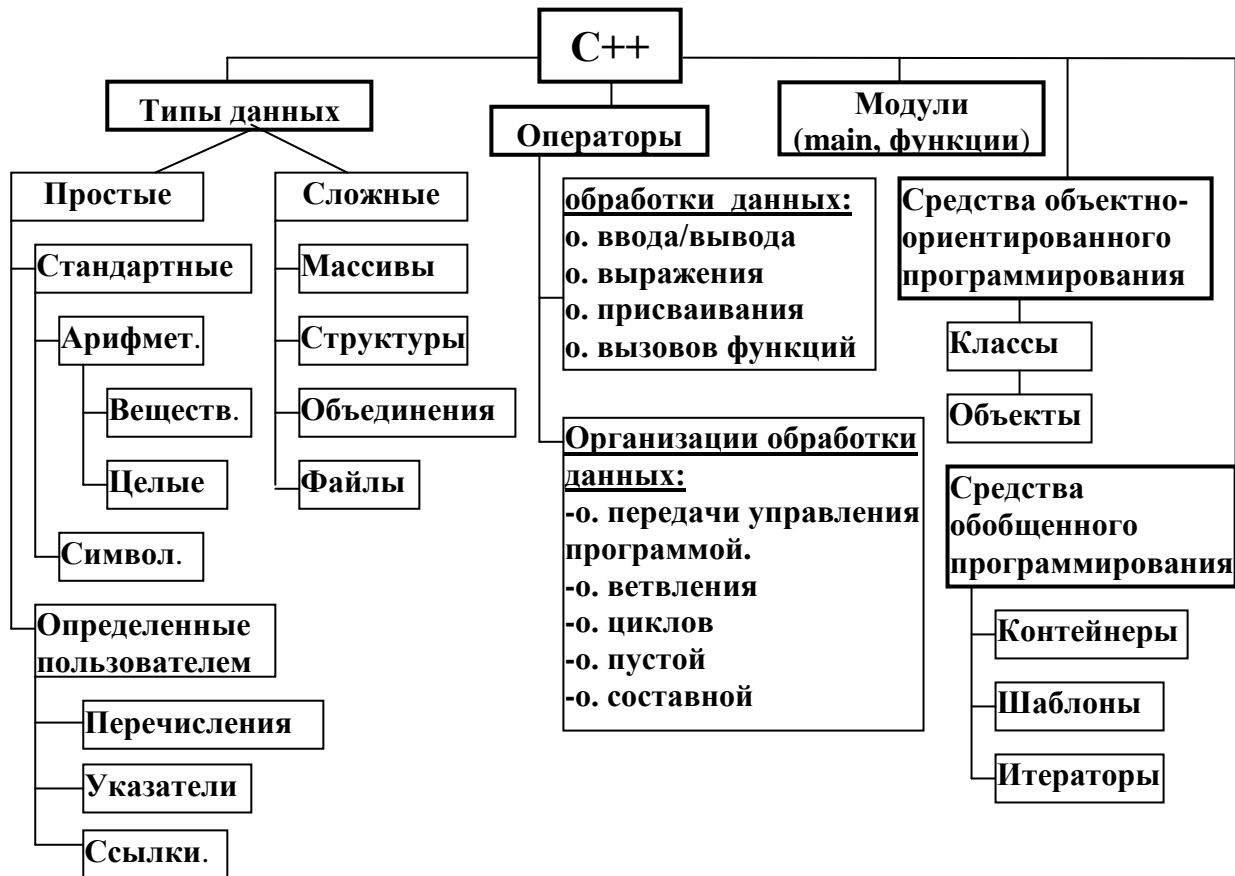 C++
Типы данных
Операторы
Модули
(main, функции)
Простые
Сложные
Стандартные
Арифмет.
Веществ.
Целые
Символ.
Определенные
пользователем
Перечисления
Указатели
Ссылки.
Массивы
Структуры
Объединения
Файлы
обработки данных:
о. ввода/вывода
о. выражения
о. присваивания
о. вызовов функций
Организации обработки
данных:
-о. передачи управления
программой.
-о. ветвления
-о. циклов
-о. пустой
-о. составной
Средства объектно-
ориентированного
программирования
Классы
Объекты
Средства
обобщенного
программирования
Контейнеры
Шаблоны
Итераторы